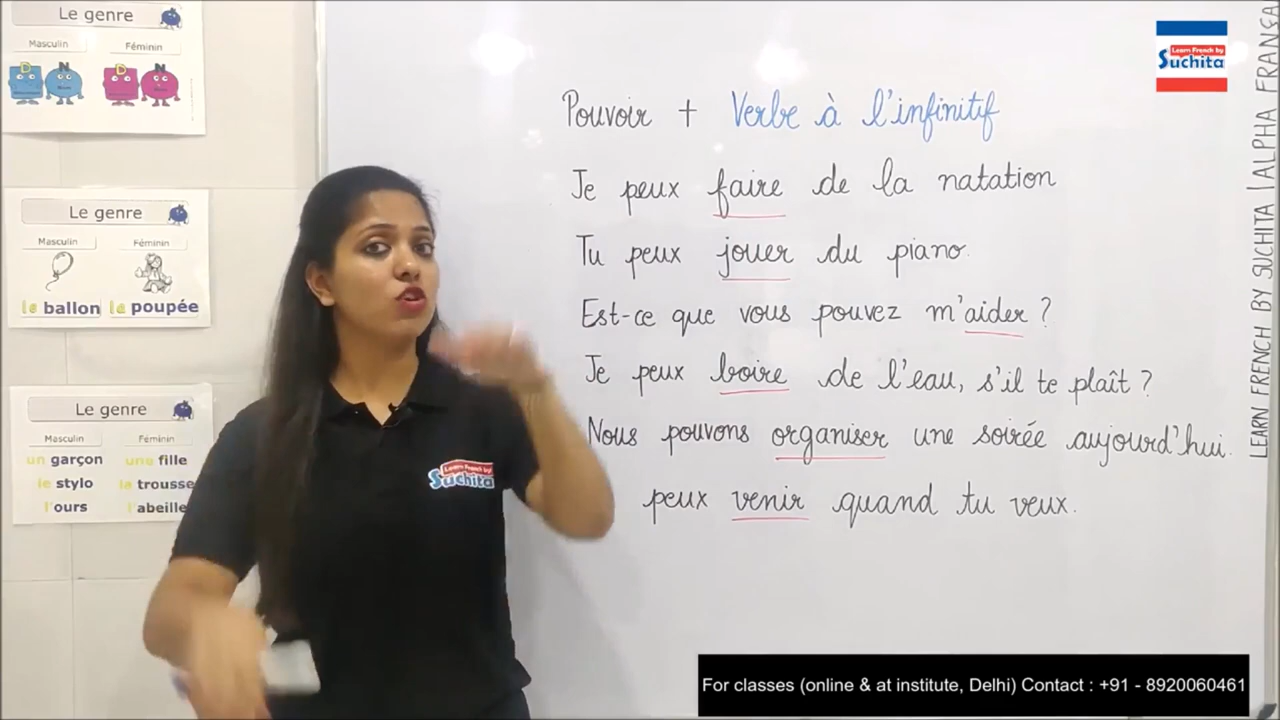 Le genre
Masculin Féminin
D N D N
Le genre
Masculin Féminin
le ballon la poupée
Le genre
Masculin Féminin
un garçon une fille
le stylo la trousse
l'ours l'abeille
Learn French by
Suchita
Learn French by
Suchita
LEARN FRENCH BY SUCHITA | ALPHA FRANÇA
Pouvoir + Verbe à l'infinitif
Je peux faire de la natation
Tu peux jouer du piano.
Est-ce que vous pouvez m'aider ?
Je peux boire de l'eau, s'il te plaît ?
Nous pouvons organiser une soirée aujourd'hui.
peux venir quand tu veux.
For classes (online & at institute, Delhi) Contact : +91 - 8920060461